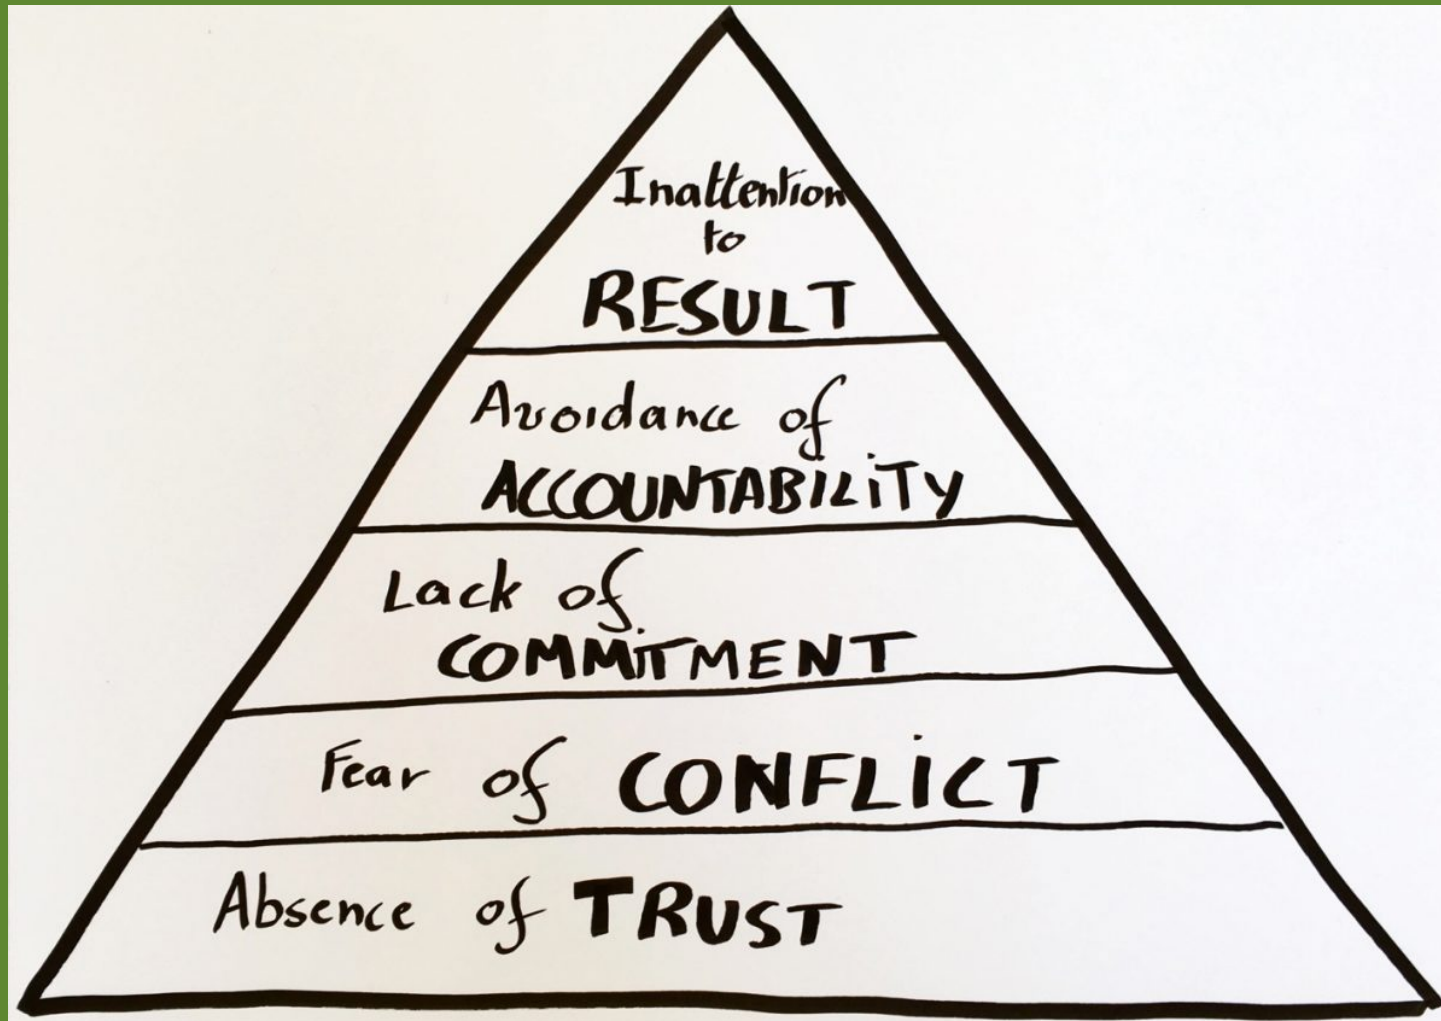 Inattention
to
RESULT
Avoidance of
ACCOUNTABILITY
Lack of
COMMITMENT
Fear of CONFLICT
Absence of TRUST